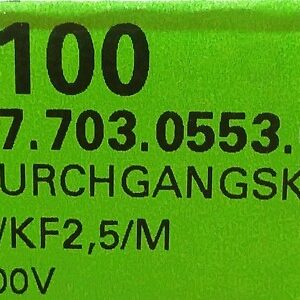 100
7.703.0553.
URCHGANGSK
/KF2,5/M
00V